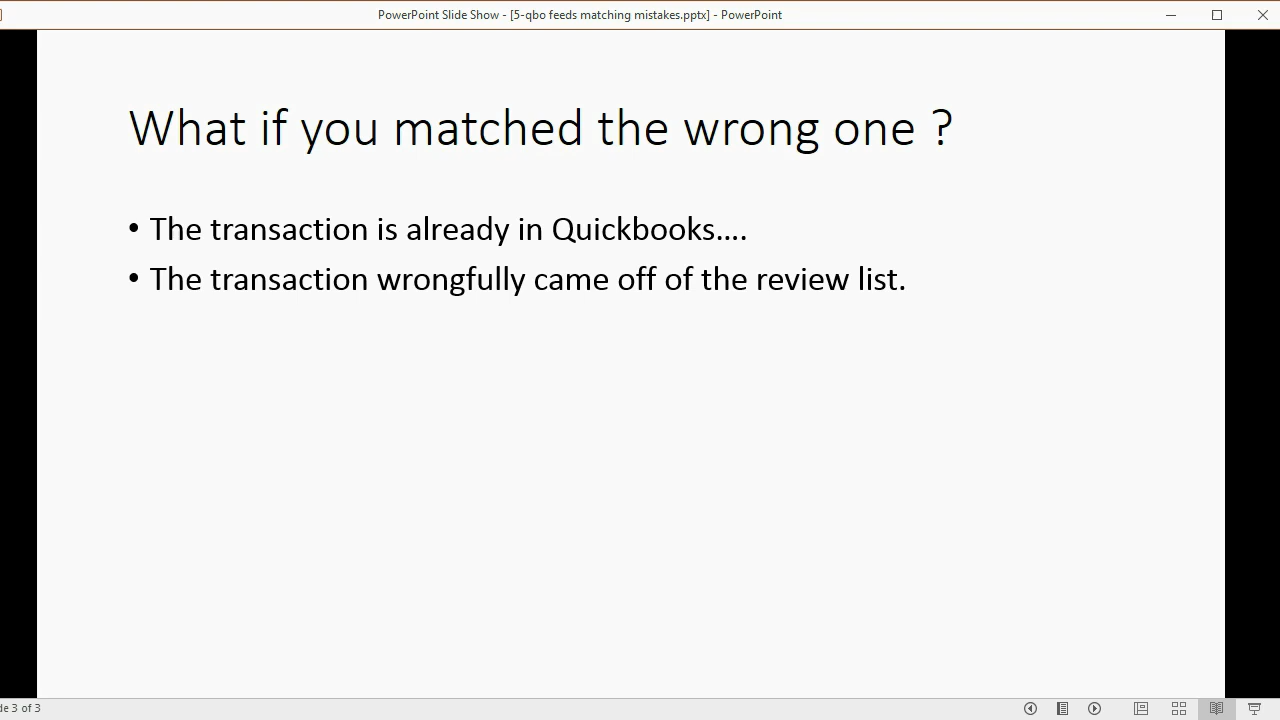 PowerPoint Slide Show - [5-qbo feeds matching mistakes.pptx] - PowerPoint
What if you matched the wrong one ?
• The transaction is already in Quickbooks....
• The transaction wrongfully came off of the review list.
de 3 of 3